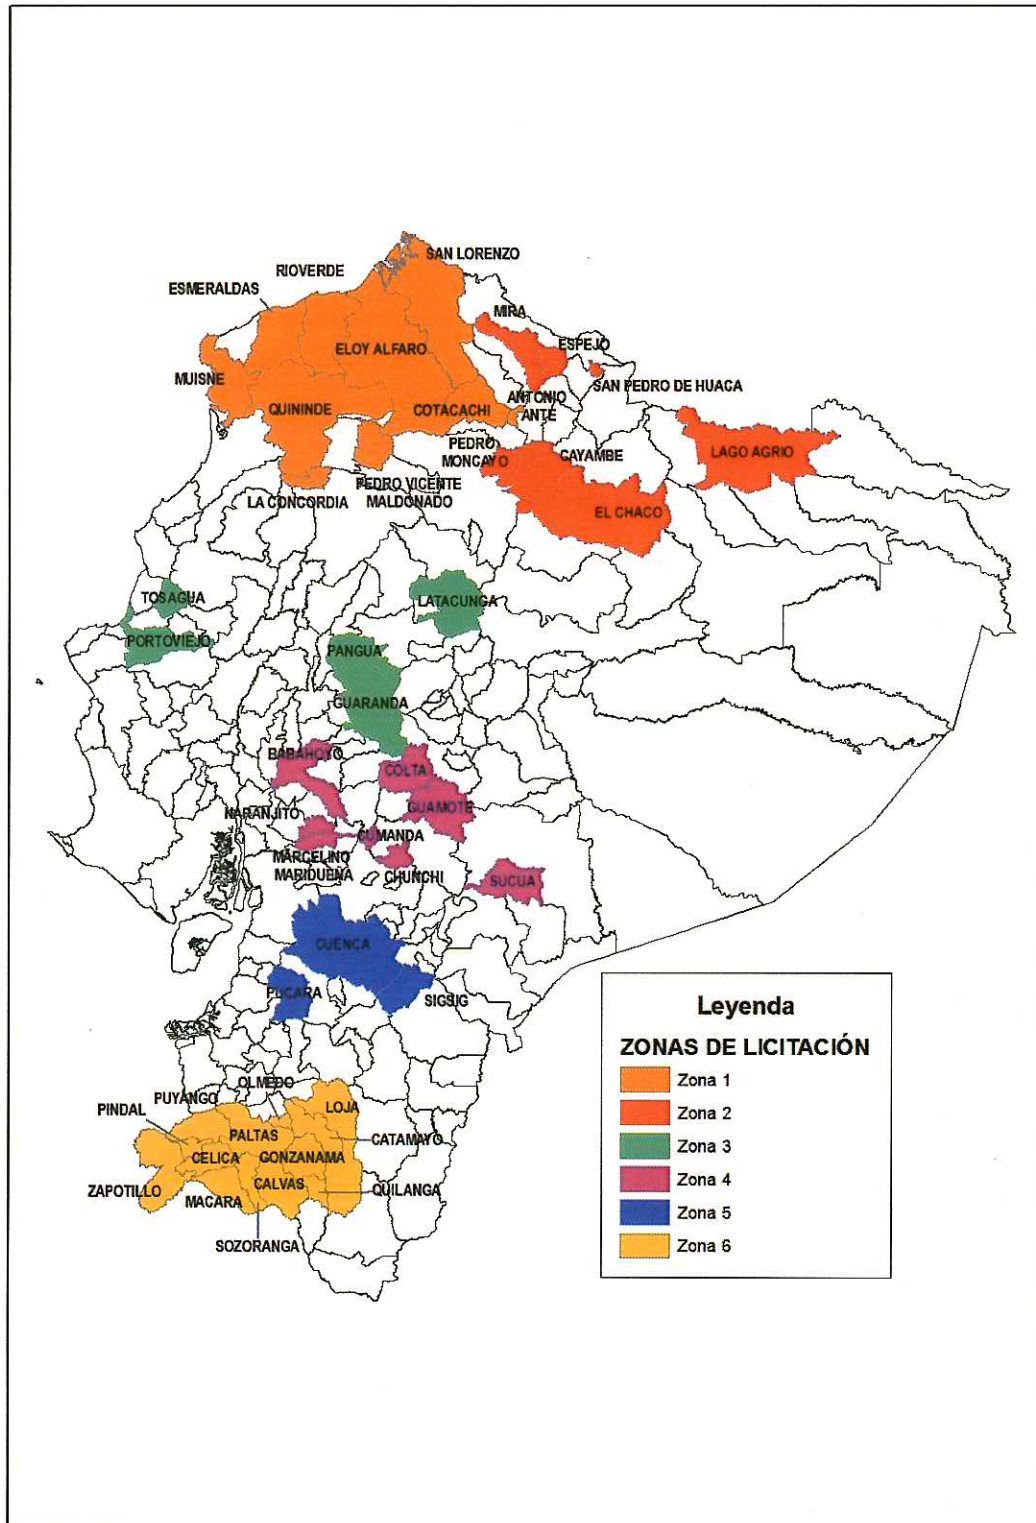 SAN LORENZO
RIOVERDE
ESMERALDAS
MIRA
ESPEJO
ELOY ALFARO
MUISNE
SAN PEDRO DE HUACA
ANTONIO
ANTE
QUININDE
COTACACHI
PEDRO
MONCAYO
CAYAMBE
LAGO AGRIO
PEDRO VICENTE
MALDONADO
LA CONCORDIA
EL CHACO
TOSAGUA
LATACUNGA
PORTOVIEJO
PANGUA
GUARANDA
BABAHOYO
COLTA
GUAMOTE
NARANJITO
CUMANDA
MARCELINO
MARIDUEÑA
CHUNCHI
SUCUA
CUENCA
PUCARA
SIGSIG
OLMEDO
PUYANGO
PINDAL
LOJA
PALTAS
CATAMAYO
CELICA
GONZANAMA
ZAPOTILLO
CALVAS
QUILANGA
MACARA
SOZORANGA
Leyenda
ZONAS DE LICITACIÓN
Zona 1
Zona 2
Zona 3
Zona 4
Zona 5
Zona 6